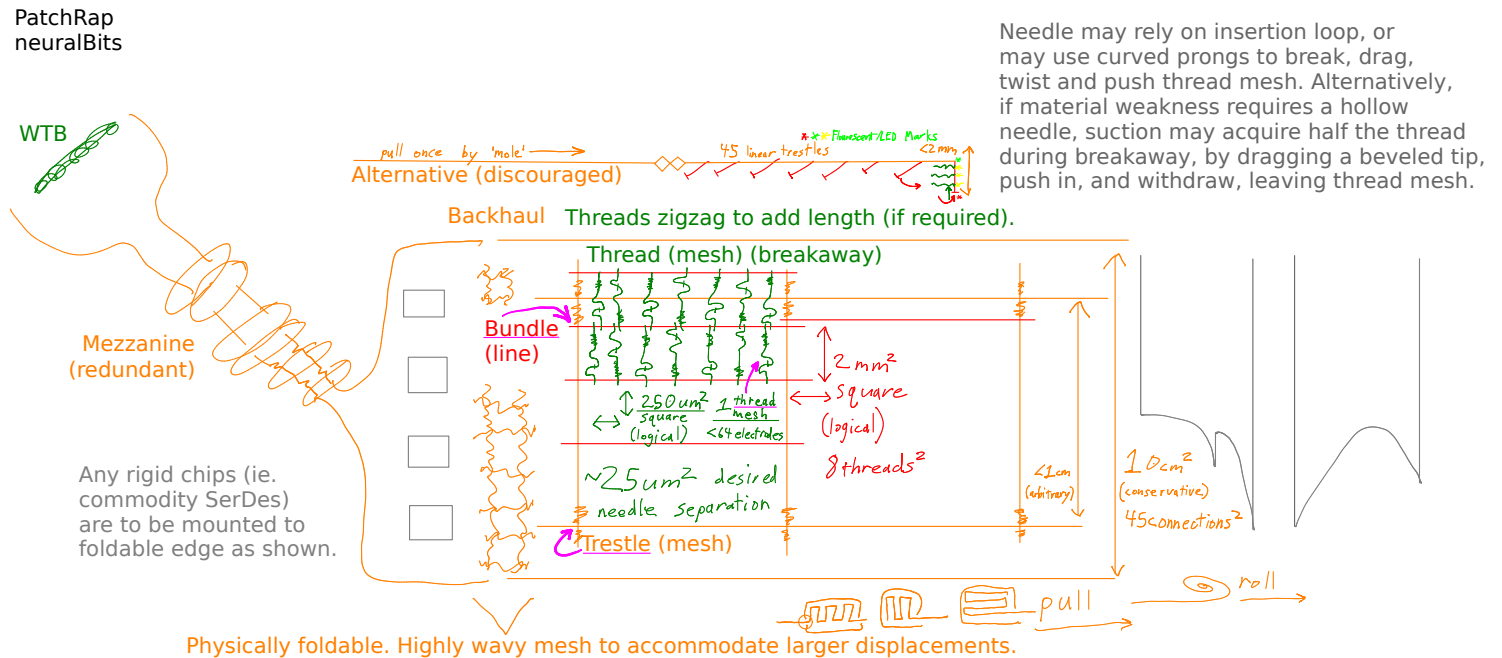 PatchRap
neuralBits
Needle may rely on insertion loop, or
may use curved prongs to break, drag,
twist and push thread mesh. Alternatively,
if material weakness requires a hollow
needle, suction may acquire half the thread
during breakaway, by dragging a beveled tip,
push in, and withdraw, leaving thread mesh.
WTB
* * * Fluorescent/LED Marks
pull once by 'mole'
45 linear trestles
<2mm
Alternative (discouraged)
Backhaul
Threads zigzag to add length (if required).
Thread (mesh) (breakaway)
Bundle
(line)
Mezzanine
(redundant)
2 mm²
square
(logical)
8 threads²
250um²
square
(logical)
1 thread
mesh
<64 electrodes
~25um² desired
needle separation
<1cm
(arbitrary)
10cm²
(conservative)
45connections²
Any rigid chips (ie.
commodity SerDes)
are to be mounted to
foldable edge as shown.
Trestle (mesh)
pull
roll
Physically foldable. Highly wavy mesh to accommodate larger displacements.